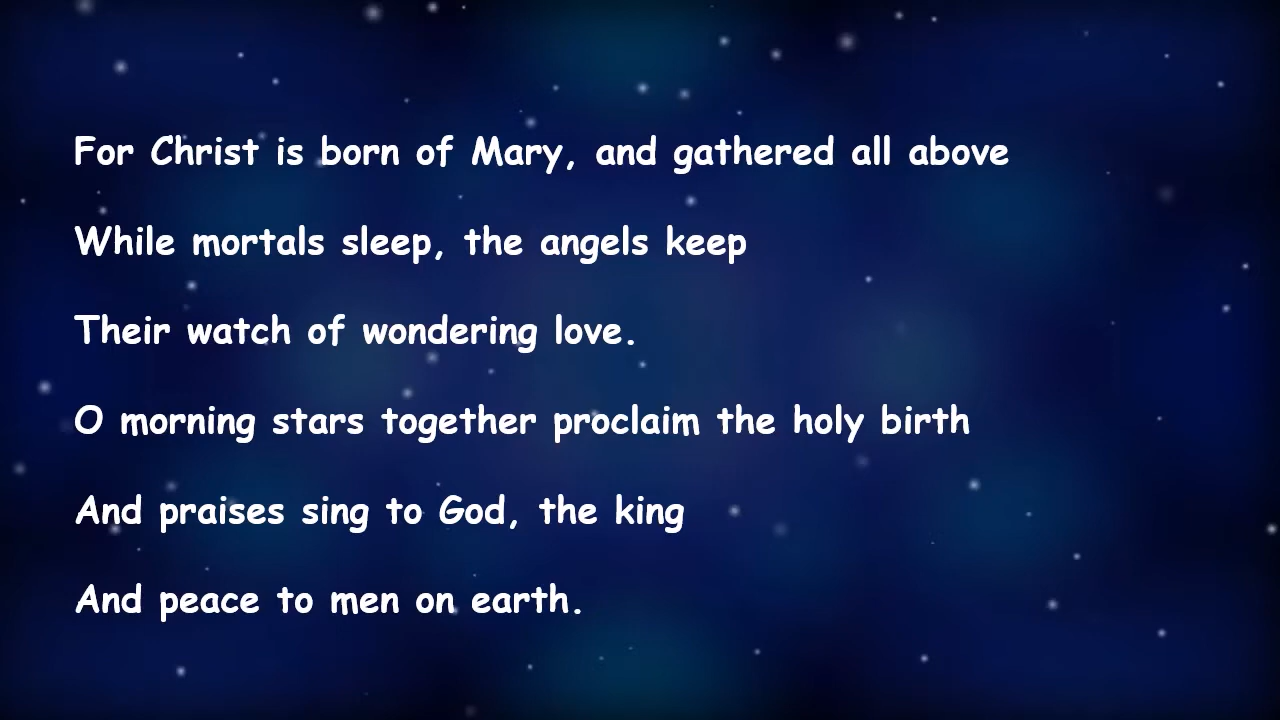 For Christ is born of Mary, and gathered all above
While mortals sleep, the angels keep
Their watch of wondering love.
O morning stars together proclaim the holy birth
And praises sing to God, the king
And peace to men on earth.